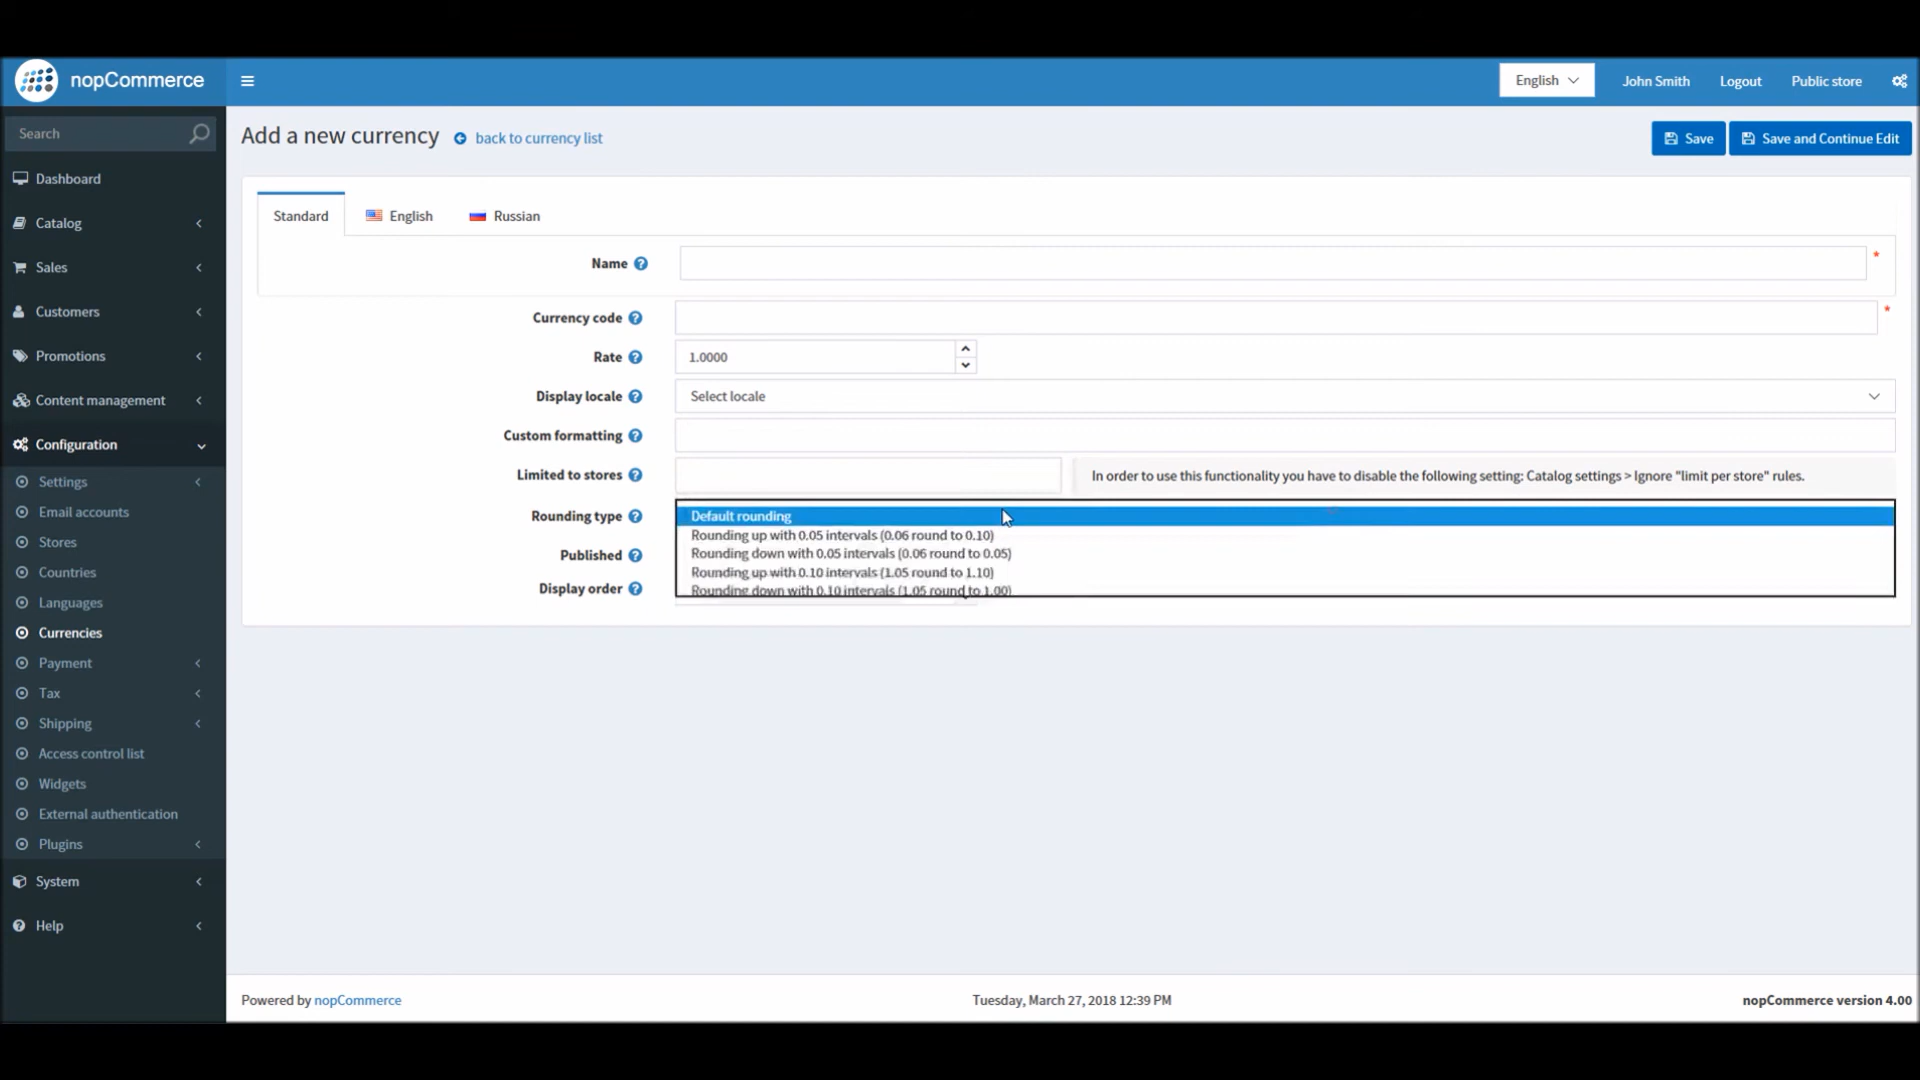 nopCommerce
English
John Smith
Logout
Public store
Search
Add a new currency
back to currency list
Save
Save and Continue Edit
Dashboard
Catalog
Sales
Customers
Promotions
Content management
Configuration
Settings
Email accounts
Stores
Countries
Languages
Currencies
Payment
Tax
Shipping
Access control list
Widgets
External authentication
Plugins
System
Help
Standard
English
Russian
Name
*
Currency code
*
Rate
1.0000
Display locale
Select locale
Custom formatting
Limited to stores
In order to use this functionality you have to disable the following setting: Catalog settings > Ignore "limit per store" rules.
Rounding type
Default rounding
Rounding up with 0.05 intervals (0.06 round to 0.10)
Rounding down with 0.05 intervals (0.06 round to 0.05)
Rounding up with 0.10 intervals (1.05 round to 1.10)
Rounding down with 0.10 intervals (1.05 round to 1.00)
Published
Display order
Powered by nopCommerce
Tuesday, March 27, 2018 12:39 PM
nopCommerce version 4.00